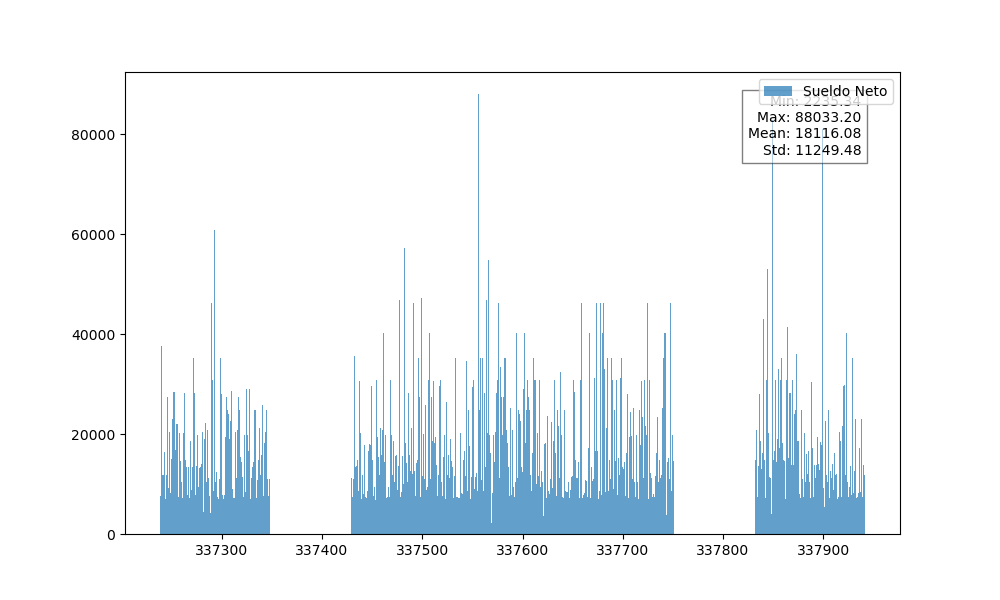 Sueldo Neto
Min: 2235.34
Max: 88033.20
Mean: 18116.08
Std: 11249.48
80000
60000
40000
20000
0
337300 337400 337500 337600 337700 337800 337900